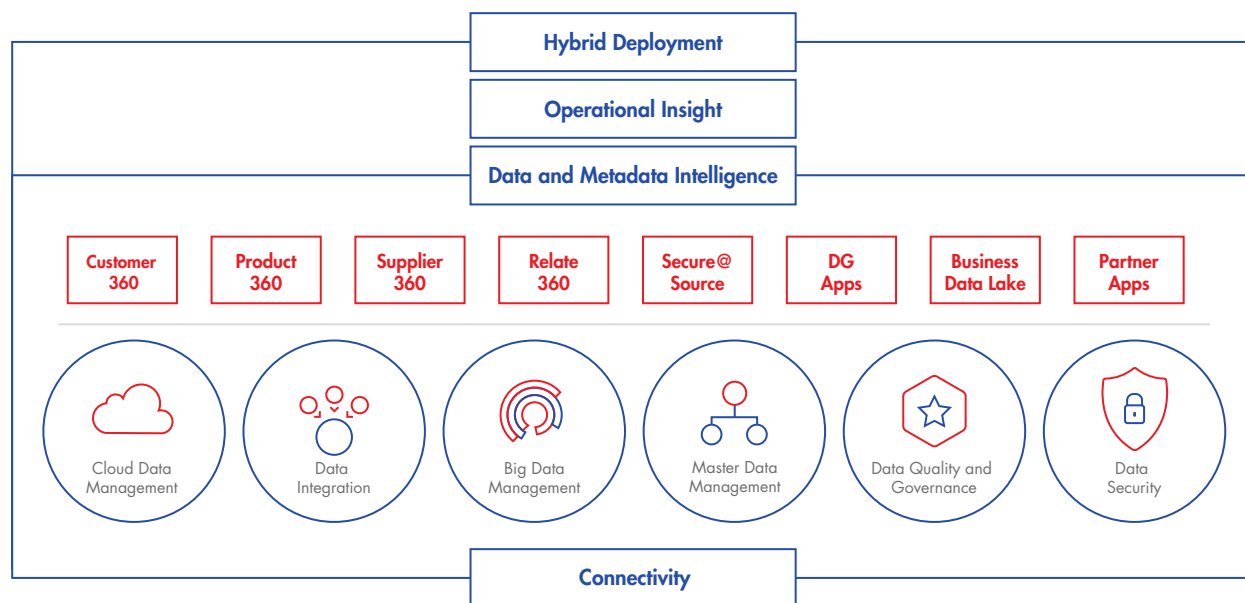 Hybrid Deployment
Operational Insight
Data and Metadata Intelligence
Customer
360
Product
360
Supplier
360
Relate
360
Secure@
Source
DG
Apps
Business
Data Lake
Partner
Apps
Cloud Data
Management
Data
Integration
Big Data
Management
Master Data
Management
Data Quality and
Governance
Data
Security
Connectivity